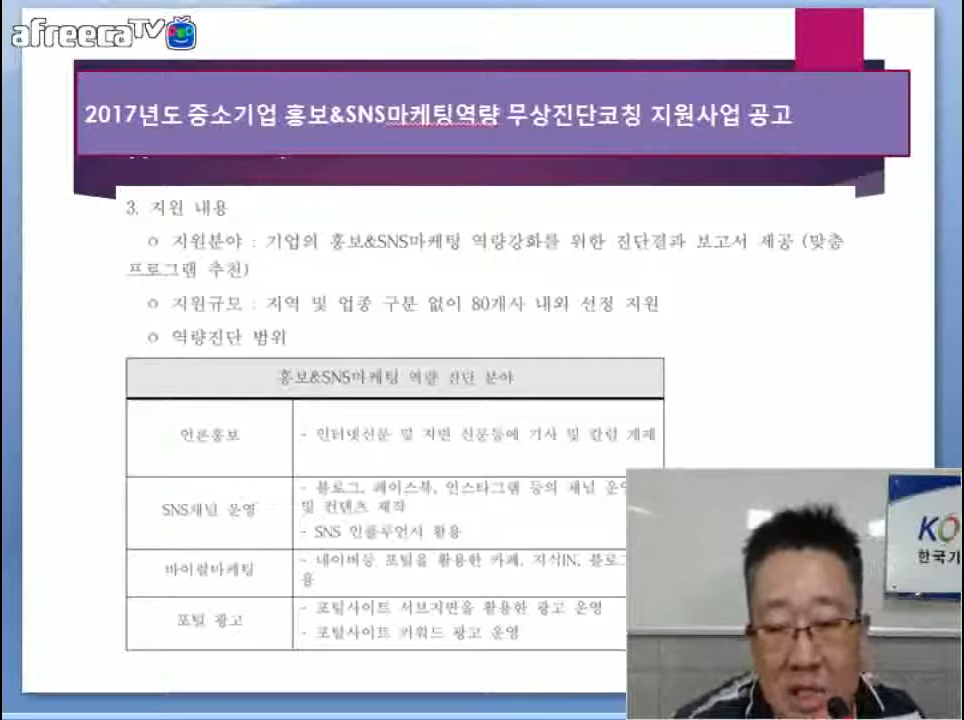 afreecaTV
2017년도 중소기업 홍보&SNS마케팅역량 무상진단코칭 지원사업 공고
3. 지원 내용
ㅇ 지원분야 : 기업의 홍보&SNS마케팅 역량강화를 위한 진단결과 보고서 제공 (맞춤
프로그램 추천)
ㅇ 지원규모 : 지역 및 업종 구분 없이 80개사 내외 선정 지원
ㅇ 역량진단 범위
홍보&SNS마케팅 역량 진단 분야
언론홍보
- 인터넷신문 및 지면 신문등에 기사 및 칼럼 게재
SNS채널 운영
- 블로그, 페이스북, 인스타그램 등의 채널 운영
및 컨텐츠 제작
- SNS 인플루언서 활용
바이럴마케팅
- 네이버등 포털을 활용한 카페, 지식IN, 블로그
용
포털 광고
- 포털사이트 서브지면을 활용한 광고 운영
- 포털사이트 키워드 광고 운영
KO
한국기